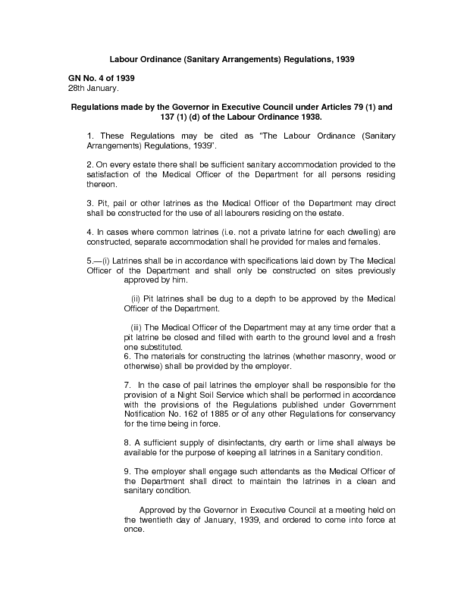 Labour Ordinance (Sanitary Arrangements) Regulations, 1939
GN No. 4 of 1939
28th January.
Regulations made by the Governor in Executive Council under Articles 79 (1) and
137 (1) (d) of the Labour Ordinance 1938.
1. These Regulations may be cited as “The Labour Ordinance (Sanitary
Arrangements) Regulations, 1939”.
2. On every estate there shall be sufficient sanitary accommodation provided to the
satisfaction of the Medical Officer of the Department for all persons residing
thereon.
3. Pit, pail or other latrines as the Medical Officer of the Department may direct
shall be constructed for the use of all labourers residing on the estate.
4. In cases where common latrines (i.e. not a private latrine for each dwelling) are
constructed, separate accommodation shall he provided for males and females.
5.—(i) Latrines shall be in accordance with specifications laid down by The Medical
Officer of the Department and shall only be constructed on sites previously
approved by him.
(ii) Pit latrines shall be dug to a depth to be approved by the Medical
Officer of the Department.
(iii) The Medical Officer of the Department may at any time order that a
pit latrine be closed and filled with earth to the ground level and a fresh
one substituted.
6. The materials for constructing the latrines (whether masonry, wood or
otherwise) shall be provided by the employer.
7. In the case of pail latrines the employer shall be responsible for the
provision of a Night Soil Service which shall be performed in accordance
with the provisions of the Regulations published under Government
Notification No. 162 of 1885 or of any other Regulations for conservancy
for the time being in force.
8. A sufficient supply of disinfectants, dry earth or lime shall always be
available for the purpose of keeping all latrines in a Sanitary condition.
9. The employer shall engage such attendants as the Medical Officer of
the Department shall direct to maintain the latrines in a clean and
sanitary condition.
Approved by the Governor in Executive Council at a meeting held on
the twentieth day of January, 1939, and ordered to come into force at
once.